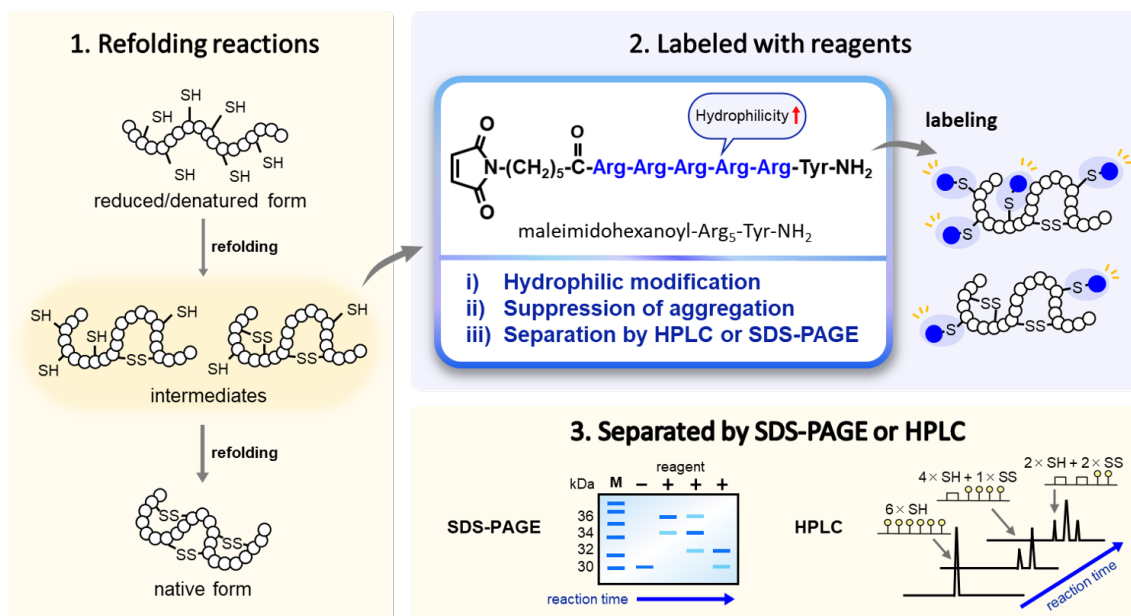 1. Refolding reactions
SH
SH
SH
SH
SH
SH
reduced/denatured form
refolding
SH
SH
SH
SH
SS
SS
SH
SH
SS
intermediates
refolding
SS
SS
SS
native form
2. Labeled with reagents
Hydrophilicity
O
O
N-(CH2)5-C-Arg-Arg-Arg-Arg-Arg-Tyr-NH2
O
maleimidohexanoyl-Arg5-Tyr-NH2
i) Hydrophilic modification
ii) Suppression of aggregation
iii) Separation by HPLC or SDS-PAGE
labeling
S
S
S
S
SS
S
SS
S
SS
3. Separated by SDS-PAGE or HPLC
SDS-PAGE
reagent
kDa M − + + +
36
34
32
30
reaction time
HPLC
2× SH + 2× SS
4× SH + 1× SS
6× SH
reaction time